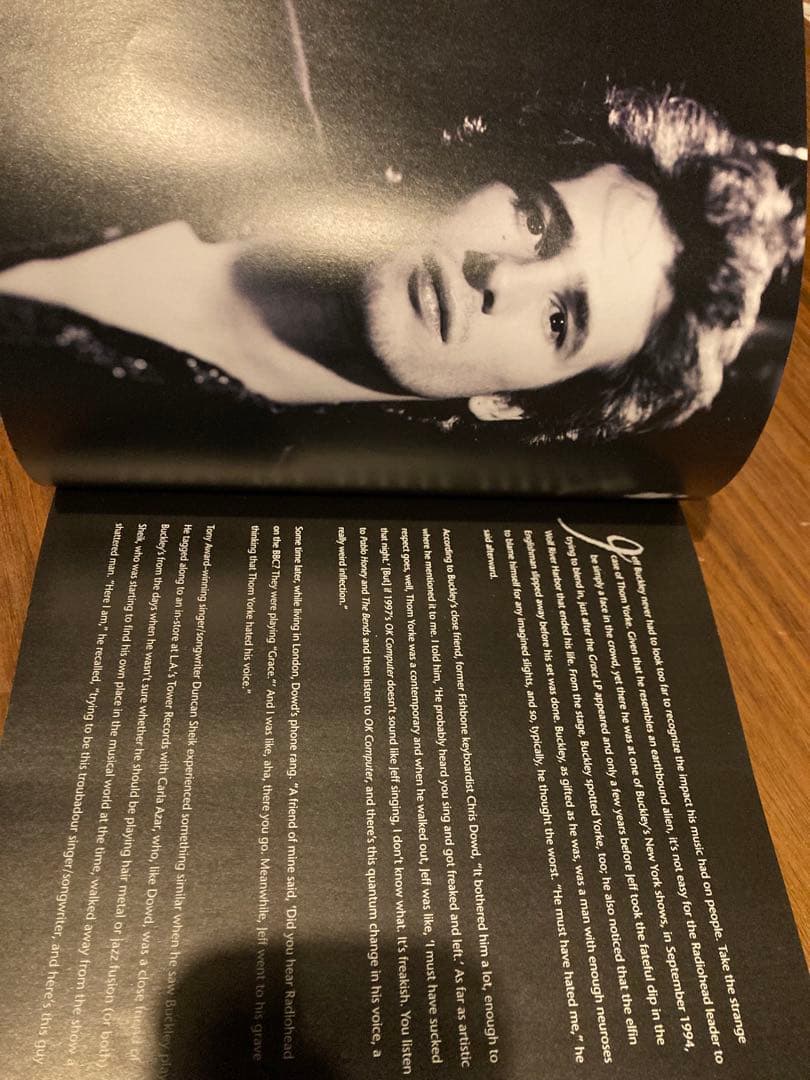 Jeff Buckley never had to look too far to recognize the impact his music had on people. Take the strange
case of Thom Yorke. Given that he resembles an earthbound alien, it's not easy for the Radiohead leader to
be simply a face in the crowd, yet there he was at one of Buckley's New York shows, in September 1994,
trying to blend in, just after the Grace LP appeared and only a few years before Jeff took the fateful dip in the
Wolf River Harbor that ended his life. From the stage, Buckley spotted Yorke, too; he also noticed that the elfin
Englishman slipped away before his set was done. Buckley, as gifted as he was, was a man with enough neuroses
to blame himself for any imagined slights, and so, typically, he thought the worst. "He must have hated me," he
said afterward.
According to Buckley's close friend, former Fishbone keyboardist Chris Dowd, "It bothered him a lot, enough to
where he mentioned it to me. I told him, 'He probably heard you sing and got freaked and left.' As far as artistic
respect goes, well, Thom Yorke was a contemporary and when he walked out, Jeff was like, 'I must have sucked
that night.' [But] if 1997's OK Computer doesn't sound like Jeff singing, I don't know what. It's freakish. You listen
to Pablo Honey and The Bends and then listen to OK Computer, and there's this quantum change in his voice, a
really weird inflection."
Some time later, while living in London, Dowd's phone rang. "A friend of mine said, 'Did you hear Radiohead
on the BBC? They were playing "Grace."' And I was like, aha, there you go. Meanwhile, Jeff went to his grave
thinking that Thom Yorke hated his voice."
Tony Award-winning singer/songwriter Duncan Sheik experienced something similar when he saw Buckley play
He tagged along to an in-store at L.A.'s Tower Records with Carla Azar, who, like Dowd, was a close friend of
Buckley's from the days when he wasn't sure whether he should be playing hair metal or jazz fusion (or both)
Sheik, who was starting to find his own place in the musical world at the time, walked away from the show a
shattered man. "Here I am," he recalled, "trying to be this troubadour singer/songwriter, and here's this guy